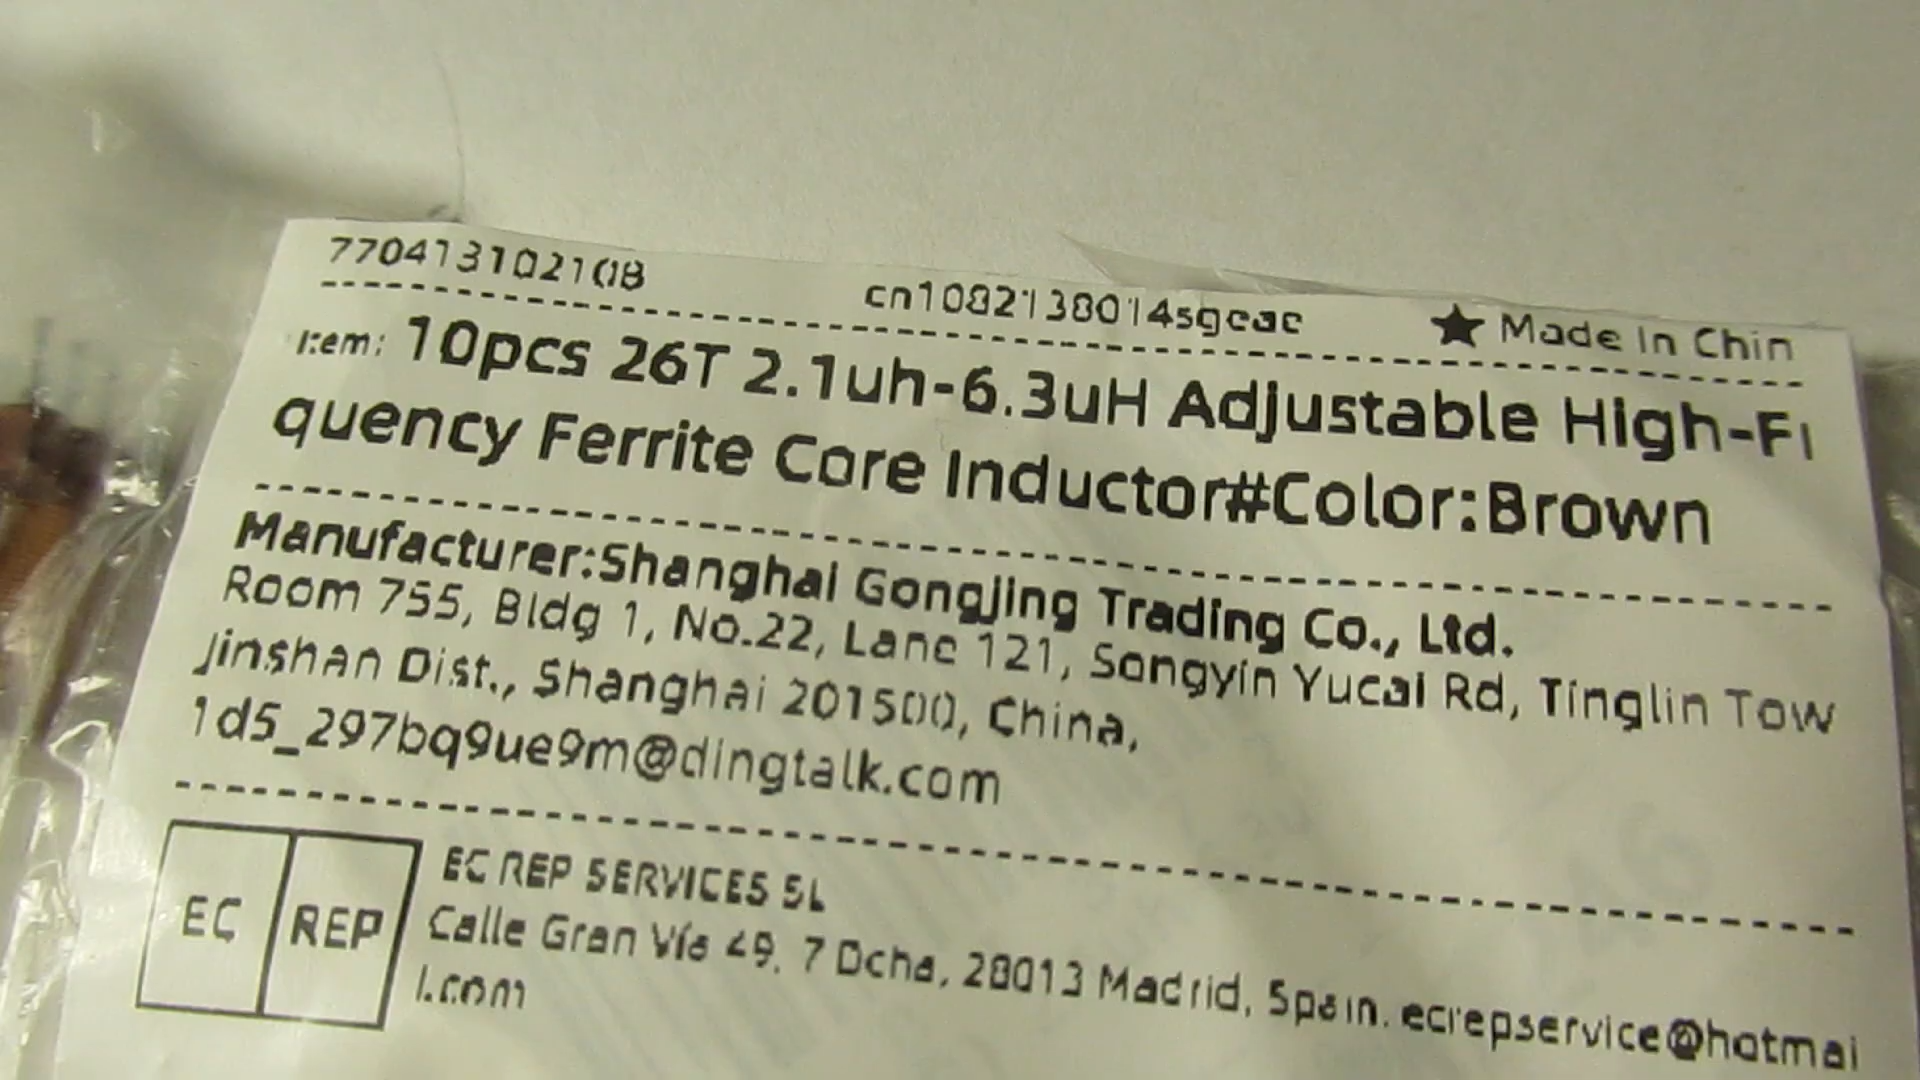 770413102108
cn1082138014sgcac
★ Made In Chin
Item: 10pcs 26T 2.1uh-6.3uH Adjustable High-Fr
quency Ferrite Core Inductor#Color:Brown
Manufacturer:Shanghai Gongjing Trading Co., Ltd.
Room 755, Bldg 1, No.22, Lane 121, Songyin Yucai Rd, Tinglin Tow
Jinshan Dist., Shanghai 201500, China,
1d5_297bq9ue9m@dingtalk.com
EC REP
EC REP SERVICES SL
Calle Gran Vía 49, 7 Dcha, 28013 Madrid, Spain. ecrepservice@hotmai
l.com